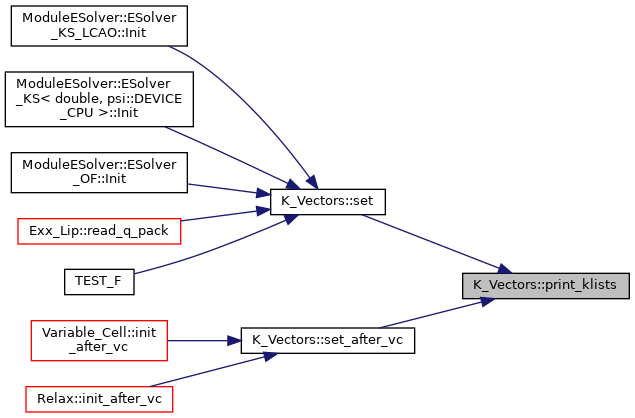 ModuleESolver::ESolver
_KS_LCAO::Init
ModuleESolver::ESolver
_KS< double, psi::DEVICE
_CPU >::Init
ModuleESolver::ESolver
_OF::Init
K_Vectors::set
Exx_Lip::read_q_pack
TEST_F
K_Vectors::print_klists
Variable_Cell::init
_after_vc
K_Vectors::set_after_vc
Relax::init_after_vc